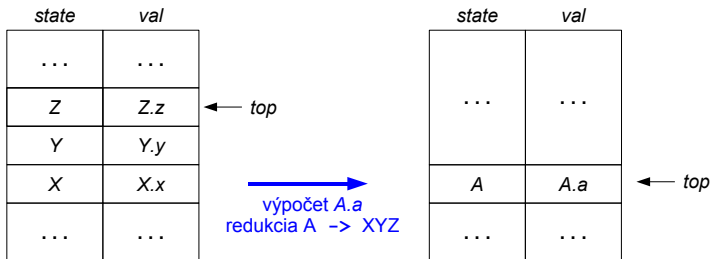 state val state val
. . . . . .
Z Z.z top . . . . . .
Y Y.y
X X.x A A.a top
výpočet A.a
redukcia A -> XYZ
. . . . . . . . . . . .